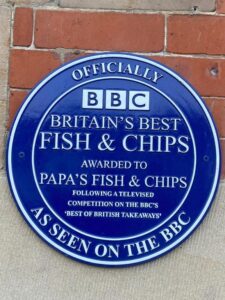 OFFICIALLY
BBC
BRITAIN'S BEST
FISH & CHIPS
AWARDED TO
PAPA'S FISH & CHIPS
FOLLOWING A TELEVISED
COMPETITION ON THE BBC'S
'BEST OF BRITISH TAKEAWAYS'
AS SEEN ON THE BBC